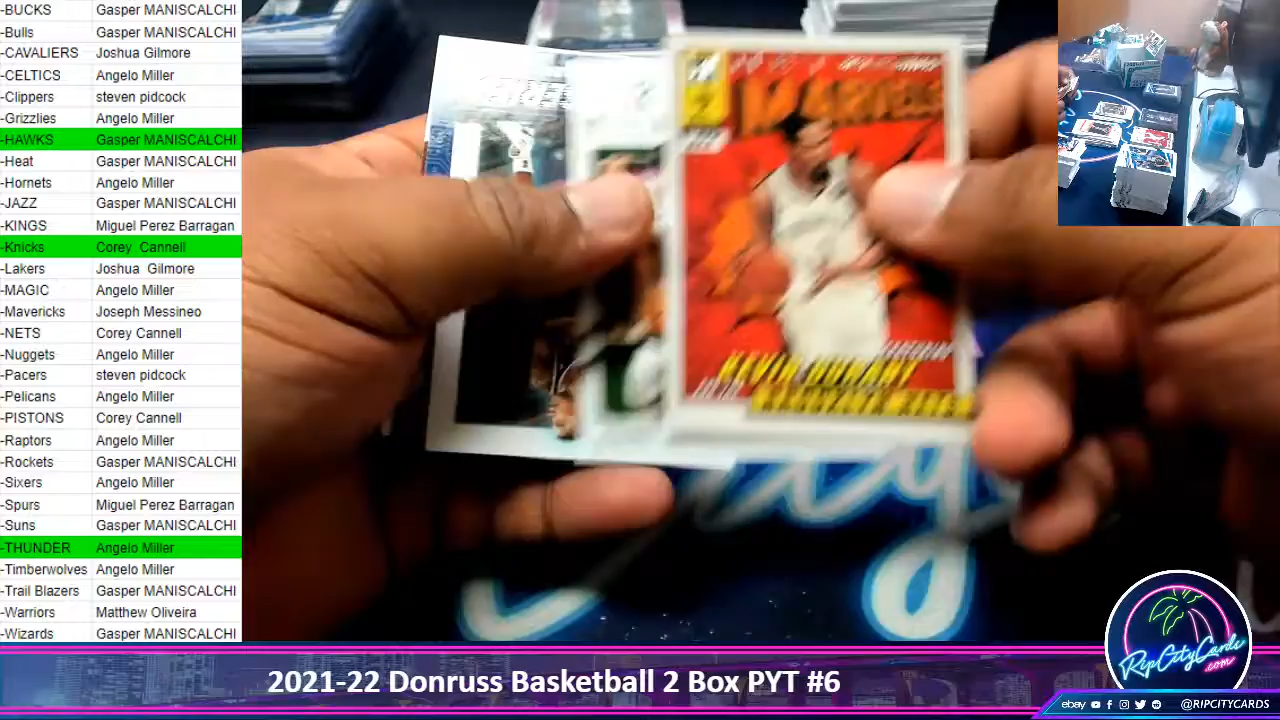 -BUCKS Gasper MANISCALCHI
-Bulls Gasper MANISCALCHI
-CAVALIERS Joshua Gilmore
-CELTICS Angelo Miller
-Clippers steven pidcock
-Grizzlies Angelo Miller
-HAWKS Gasper MANISCALCHI
-Heat Gasper MANISCALCHI
-Hornets Angelo Miller
-JAZZ Gasper MANISCALCHI
-KINGS Miguel Perez Barragan
-Knicks Corey Cannell
-Lakers Joshua Gilmore
-MAGIC Angelo Miller
-Mavericks Joseph Messineo
-NETS Corey Cannell
-Nuggets Angelo Miller
-Pacers steven pidcock
-Pelicans Angelo Miller
-PISTONS Corey Cannell
-Raptors Angelo Miller
-Rockets Gasper MANISCALCHI
-Sixers Angelo Miller
-Spurs Miguel Perez Barragan
-Suns Gasper MANISCALCHI
-THUNDER Angelo Miller
-Timberwolves Angelo Miller
-Trail Blazers Gasper MANISCALCHI
-Warriors Matthew Oliveira
-Wizards Gasper MANISCALCHI
KEVIN DURANT
2021-22 Donruss Basketball 2 Box PYT #6
RipCityCards
.com
ebay @RIPCITYCARDS